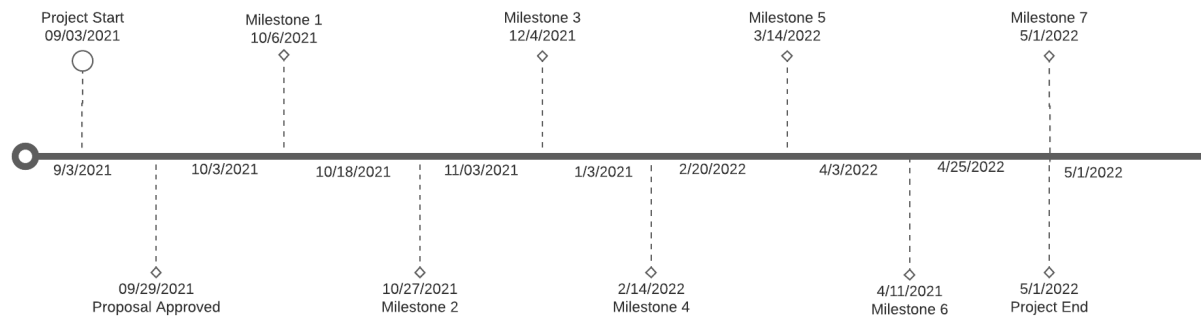 Project Start
09/03/2021
Milestone 1
10/6/2021
Milestone 3
12/4/2021
Milestone 5
3/14/2022
Milestone 7
5/1/2022
9/3/2021
10/3/2021
10/18/2021
11/03/2021
1/3/2021
2/20/2022
4/3/2022
4/25/2022
5/1/2022
09/29/2021
Proposal Approved
10/27/2021
Milestone 2
2/14/2022
Milestone 4
4/11/2021
Milestone 6
5/1/2022
Project End